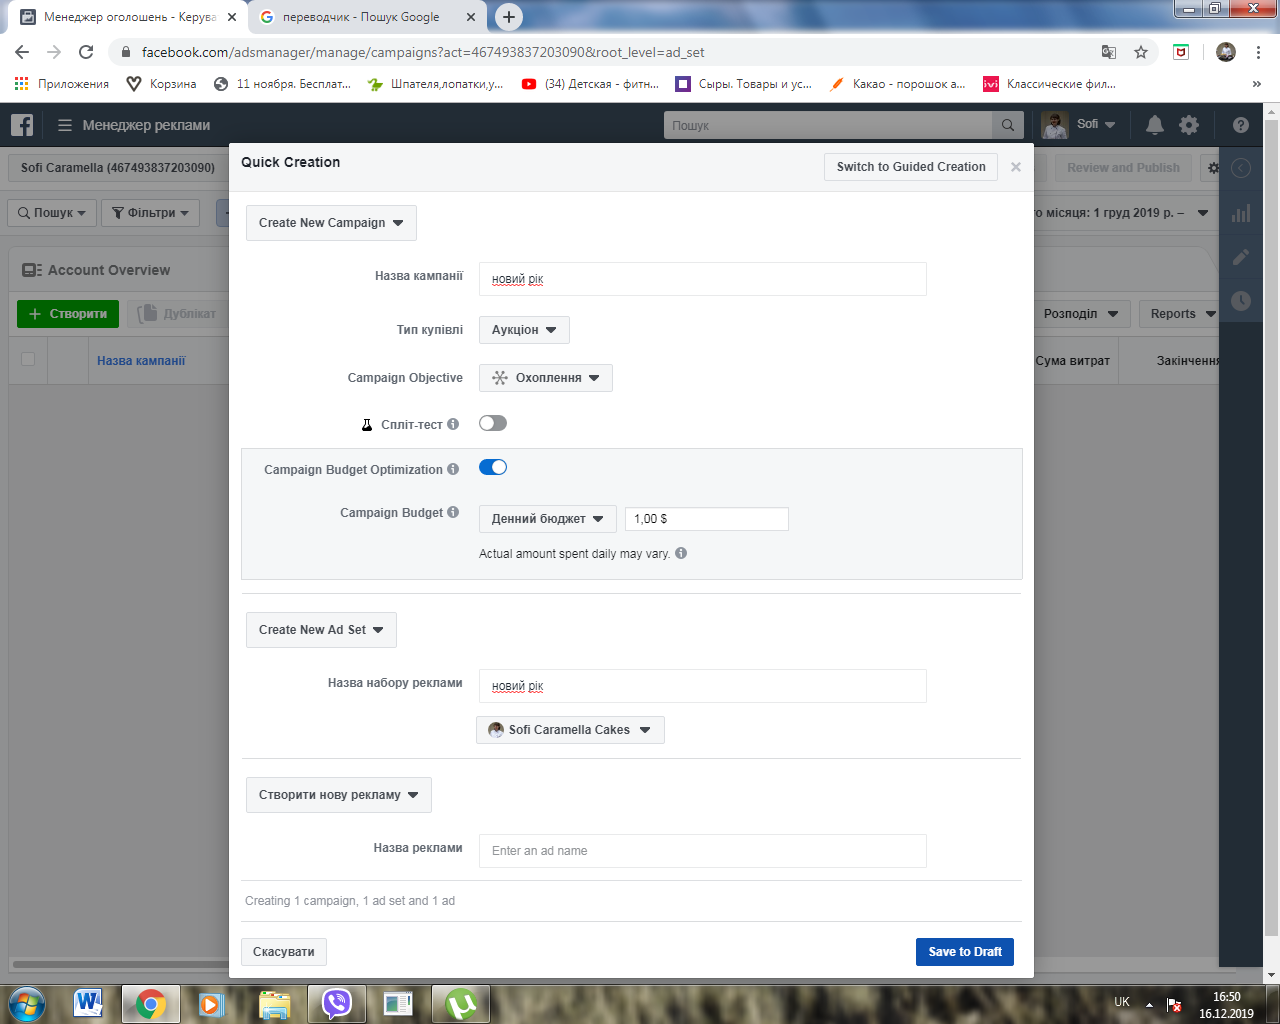 Менеджер оголошень - Керува
переводчик - Пошук Google
facebook.com/adsmanager/manage/campaigns?act=467493837203090&root_level=ad_set
Приложения
Корзина
11 ноября. Бесплат...
Шпателя,лопатки,у...
(34) Детская - фитн...
Сыры. Товары и ус...
Какао - порошок а...
ivi
Классические фил...
»
Менеджер реклами
Пошук
Sofi
Sofi Caramella (467493837203090)
Quick Creation
Switch to Guided Creation
Review and Publish
Пошук
Фільтри
о місяця: 1 груд 2019 р. –
Create New Campaign
Account Overview
Назва кампанії
новий рік
Створити
Дублікат
Тип купівлі
Аукціон
Розподіл
Reports
Назва кампанії
Сума витрат
Закінчення
Campaign Objective
Охоплення
Спліт-тест
Campaign Budget Optimization
Campaign Budget
Денний бюджет
1,00 $
Actual amount spent daily may vary.
Create New Ad Set
Назва набору реклами
новий рік
Sofi Caramella Cakes
Створити нову рекламу
Назва реклами
Enter an ad name
Creating 1 campaign, 1 ad set and 1 ad
Скасувати
Save to Draft
UK
16:50
16.12.2019